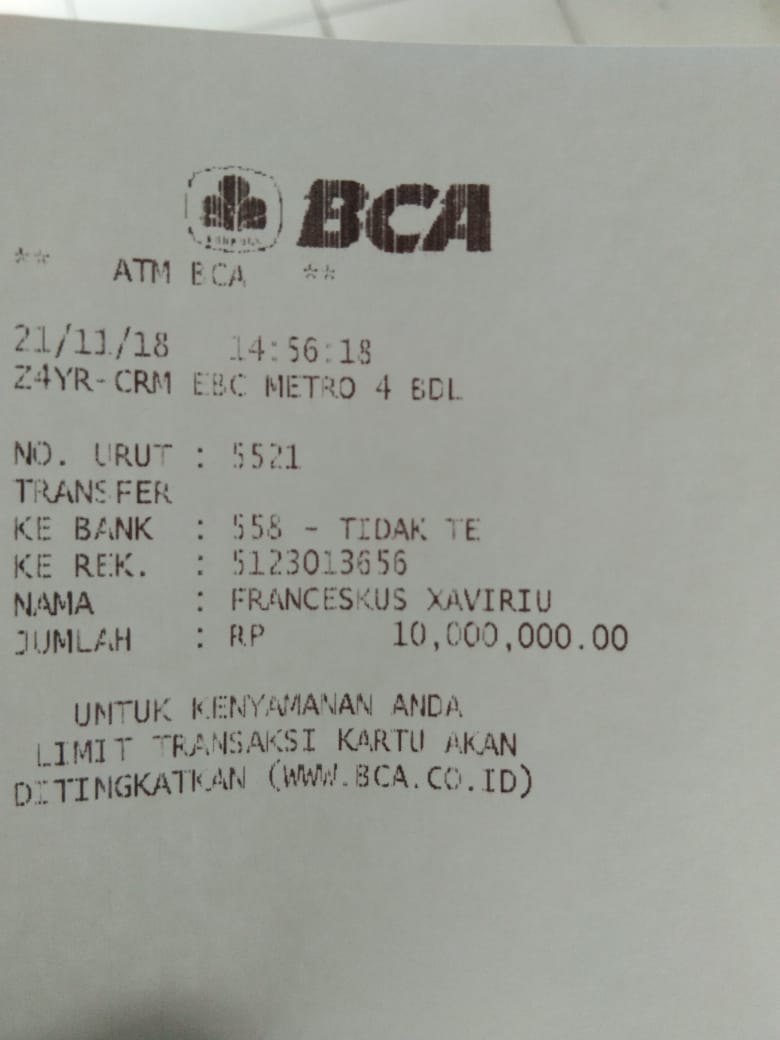 BCA
** ATM BCA **
21/11/18 14:56:18
Z4YR-CRM EBC METRO 4 BDL
NO. URUT : 5521
TRANSFER
KE BANK : 558 - TIDAK TE
KE REK. : 5123013656
NAMA : FRANCESKUS XAVIRIU
JUMLAH : RP 10,000,000.00
UNTUK KENYAMANAN ANDA
LIMIT TRANSAKSI KARTU AKAN
DITINGKATKAN (WWW.BCA.CO.ID)